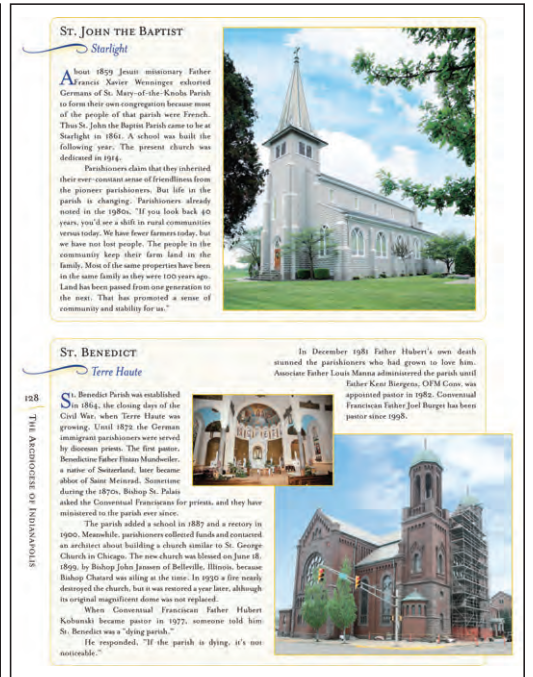 ST. JOHN THE BAPTIST
Starlight
About 1859 Jesuit missionary Father
Francis Xavier Wenninger exhorted
Germans of St. Mary-of-the-Knobs Parish
to form their own congregation because most
of the people of that parish were French.
Thus St. John the Baptist Parish came to be at
Starlight in 1861. A school was built the
following year. The present church was
dedicated in 1914.
Parishioners claim that they inherited
their ever-constant sense of friendliness from
the pioneer parishioners. But life in the
parish is changing. Parishioners already
noted in the 1980s, "If you look back 40
years, you'd see a shift in rural communities
versus today. We have fewer farmers today, but
we have not lost people. The people in the
community keep their farm land in the
family. Most of the same properties have been
in the same family as they were 100 years ago.
Land has been passed from one generation to
the next. That has promoted a sense of
community and stability for us."
ST. BENEDICT
Terre Haute
St. Benedict Parish was established
in 1864, the closing days of the
Civil War, when Terre Haute was
growing. Until 1872 the German
immigrant parishioners were served
by diocesan priests. The first pastor,
Benedictine Father Fintan Mundweiler,
a native of Switzerland, later became
abbot of Saint Meinrad. Sometime
during the 1870s, Bishop St. Palais
asked the Conventual Franciscans for priests, and they have
ministered to the parish ever since.
The parish added a school in 1887 and a rectory in
1900. Meanwhile, parishioners collected funds and contacted
an architect about building a church similar to St. George
Church in Chicago. The new church was blessed on June 18,
1899, by Bishop John Janssen of Belleville, Illinois, because
Bishop Chatard was ailing at the time. In 1930 a fire nearly
destroyed the church, but it was restored a year later, although
its original magnificent dome was not replaced.
When Conventual Franciscan Father Hubert
Kobunski became pastor in 1977, someone told him
St. Benedict was a "dying parish."
He responded, "If the parish is dying, it's not
noticeable."
In December 1981 Father Hubert's own death
stunned the parishioners who had grown to love him.
Associate Father Louis Manna administered the parish until
Father Kent Biergens, OFM Conv. was
appointed pastor in 1982. Conventual
Franciscan Father Joel Burget has been
pastor since 1998.
128
THE ARCHDIOCESE OF INDIANAPOLIS